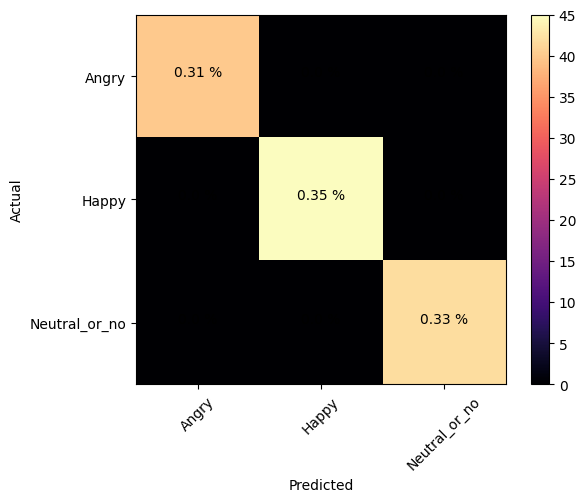 45
40
0.31 %
Angry
35
30
Actual
25
Happy
0.35 %
20
15
10
Neutral_or_no
0.33 %
5
0
Angry
Happy
Neutral_or_no
Predicted